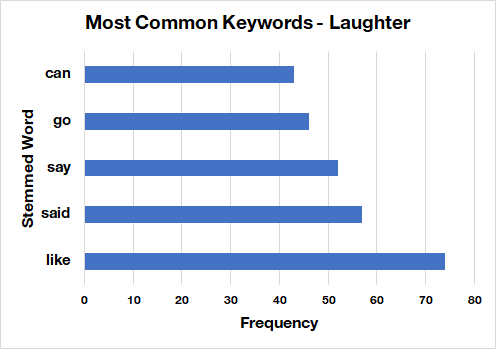 Most Common Keywords - Laughter
Stemmed Word
can
go
say
said
like
0 10 20 30 40 50 60 70 80
Frequency